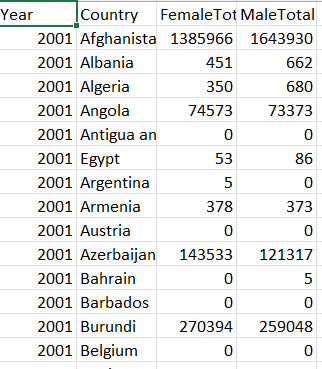 Year Country FemaleTot MaleTotal
2001 Afghanista 1385966 1643930
2001 Albania 451 662
2001 Algeria 350 680
2001 Angola 74573 73373
2001 Antigua an 0 0
2001 Egypt 53 86
2001 Argentina 5 0
2001 Armenia 378 373
2001 Austria 0 0
2001 Azerbaijan 143533 121317
2001 Bahrain 0 5
2001 Barbados 0 0
2001 Burundi 270394 259048
2001 Belgium 0 0